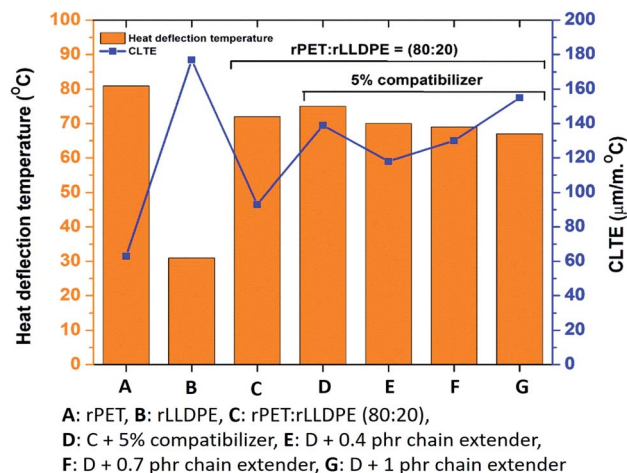 Heat deflection temperature
CLTE
rPET:rLLDPE = (80:20)
5% compatibilizer
Heat deflection temperature (°C)
100
90
80
70
60
50
40
30
20
10
0
200
180
160
140
120
100
80
60
40
20
0
CLTE (µm/m.°C)
A B C D E F G
A: rPET, B: rLLDPE, C: rPET:rLLDPE (80:20),
D: C + 5% compatibilizer, E: D + 0.4 phr chain extender,
F: D + 0.7 phr chain extender, G: D + 1 phr chain extender